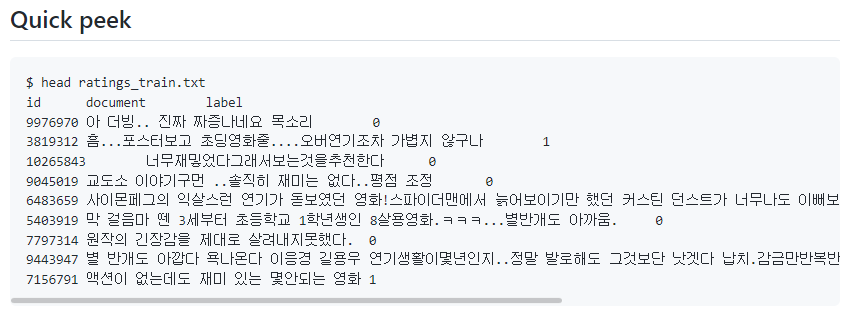 Quick peek
$ head ratings_train.txt
id document label
9976970 아 더빙.. 진짜 짜증나네요 목소리 0
3819312 흠...포스터보고 초딩영화줄....오버연기조차 가볍지 않구나 1
10265843 너무재밓었다그래서보는것을추천한다 0
9045019 교도소 이야기구먼 ..솔직히 재미는 없다..평점 조정 0
6483659 사이몬페그의 익살스런 연기가 돋보였던 영화!스파이더맨에서 늙어보이기만 했던 커스틴 던스트가 너무나도 이뻐보
5403919 막 걸음마 뗀 3세부터 초등학교 1학년생인 8살용영화.ㅋㅋㅋ...별반개도 아까움. 0
7797314 원작의 긴장감을 제대로 살려내지못했다. 0
9443947 별 반개도 아깝다 욕나온다 이응경 길용우 연기생활이몇년인지..정말 발로해도 그것보단 낫겟다 납치.감금만반복반
7156791 액션이 없는데도 재미 있는 몇안되는 영화 1